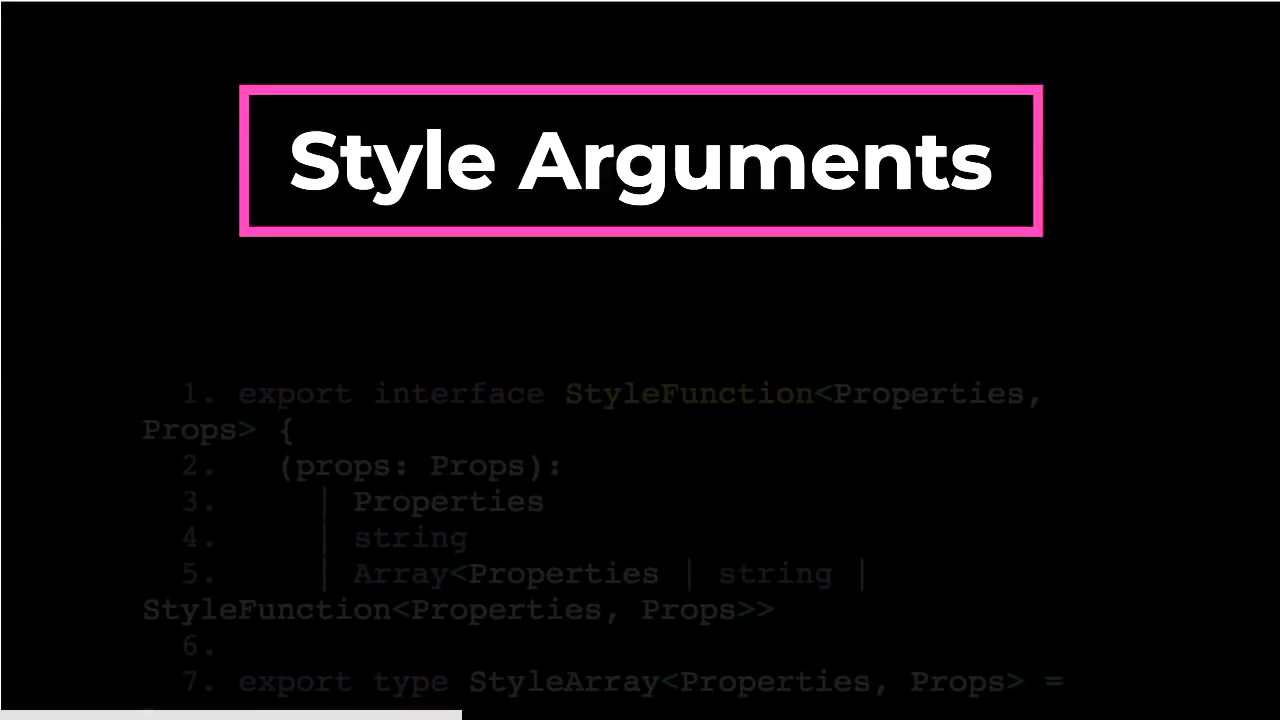 Style Arguments
1. export interface StyleFunction<Properties,
Props> {
2. (props: Props):
3. | Properties
4. | string
5. | Array<Properties | string |
StyleFunction<Properties, Props>>
6.
7. export type StyleArray<Properties, Props> =